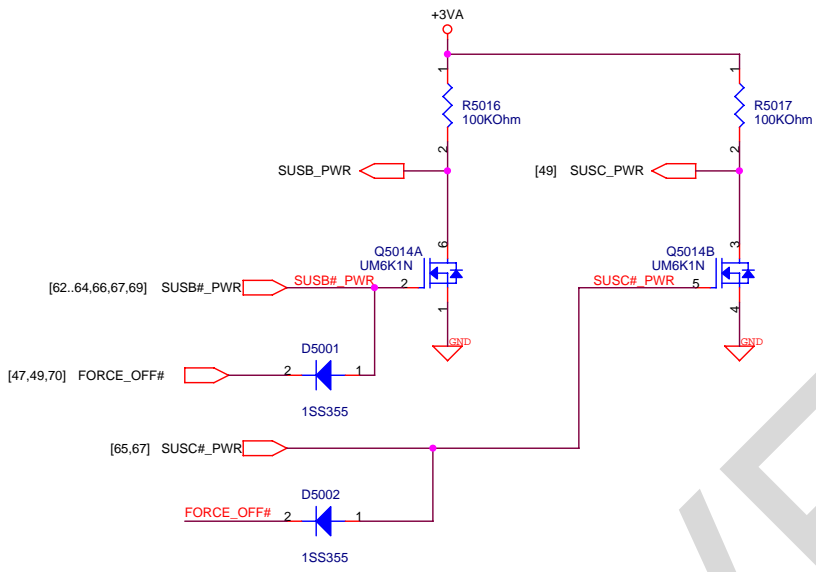 +3VA
1
1
R5016
R5017
100KOhm
100KOhm
2
2
SUSB_PWR
[49] SUSC_PWR
6
3
Q5014A
Q5014B
UM6K1N
UM6K1N
[62..64,66,67,69] SUSB#_PWR
SUSB#_PWR
2
SUSC#_PWR
5
1
4
GND
GND
D5001
[47,49,70] FORCE_OFF#
2
1
1SS355
[65,67] SUSC#_PWR
D5002
FORCE_OFF#
2
1
1SS355